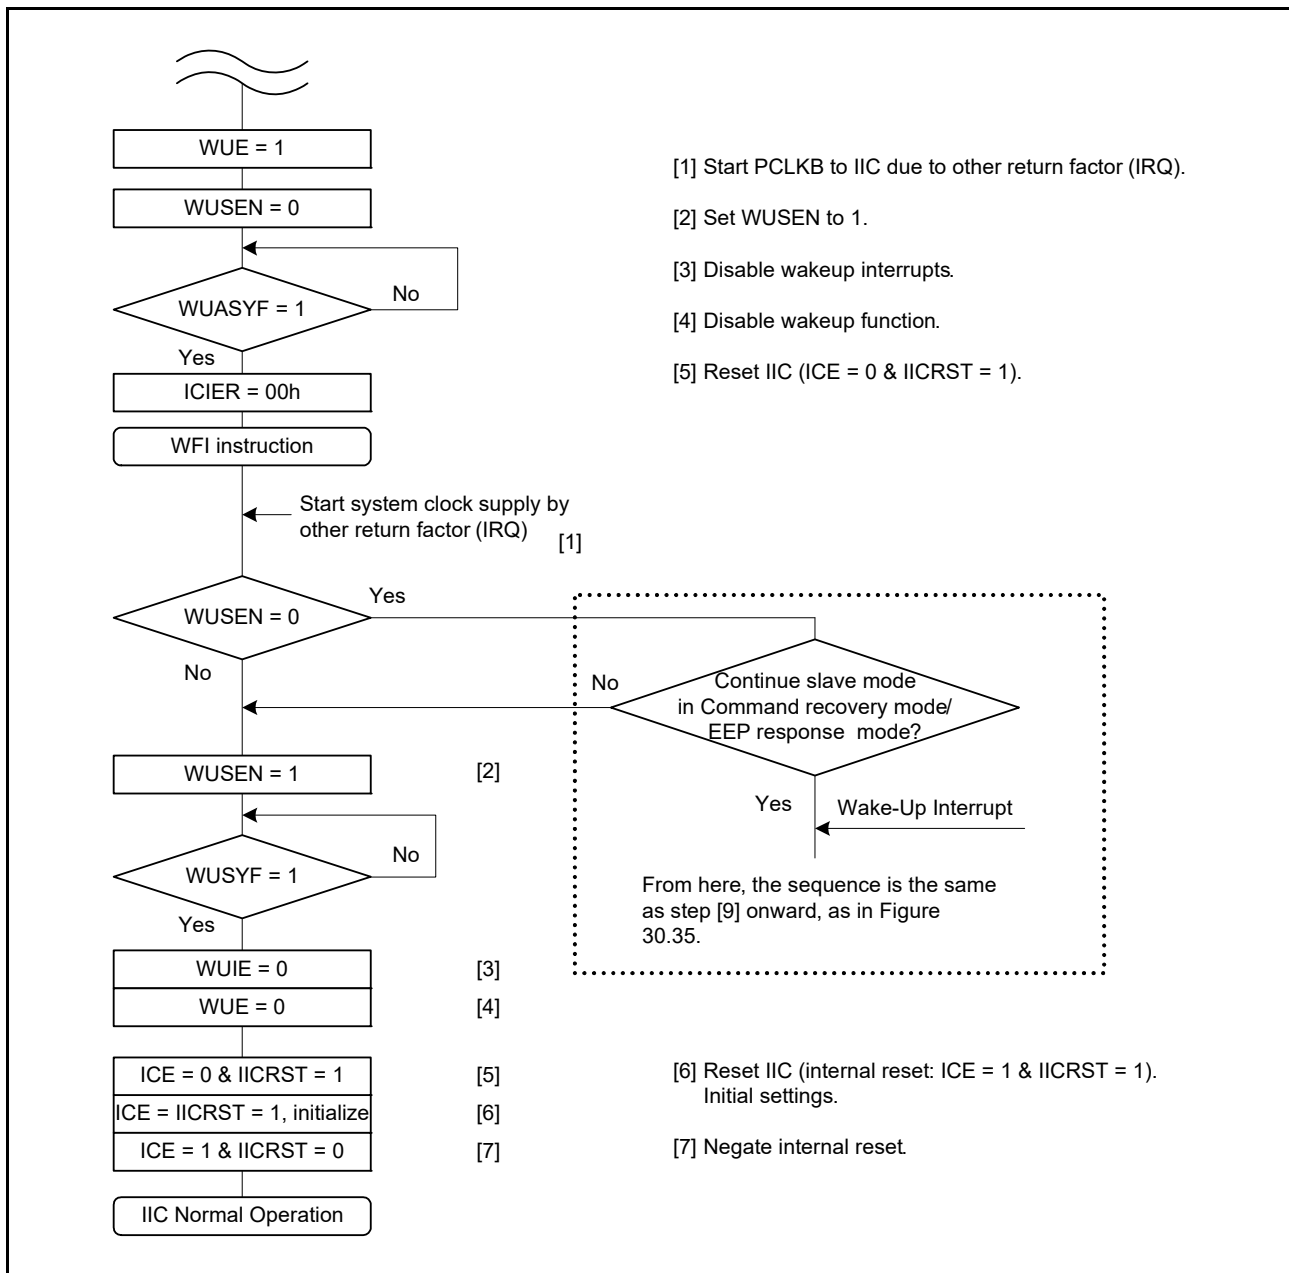 WUE = 1
WUSEN = 0
WUASYF = 1
No
Yes
ICIER = 00h
WFI instruction
Start system clock supply by
other return factor (IRQ)
[1]
WUSEN = 0
Yes
No
Continue slave mode
in Command recovery mode/
EEP response mode?
No
Yes
Wake-Up Interrupt
From here, the sequence is the same
as step [9] onward, as in Figure
30.35.
WUSEN = 1
[2]
WUSYF = 1
No
Yes
WUIE = 0
[3]
WUE = 0
[4]
ICE = 0 & IICRST = 1
[5]
ICE = IICRST = 1, initialize
[6]
ICE = 1 & IICRST = 0
[7]
IIC Normal Operation
[1] Start PCLKB to IIC due to other return factor (IRQ).
[2] Set WUSEN to 1.
[3] Disable wakeup interrupts.
[4] Disable wakeup function.
[5] Reset IIC (ICE = 0 & IICRST = 1).
[6] Reset IIC (internal reset: ICE = 1 & IICRST = 1).
Initial settings.
[7] Negate internal reset.